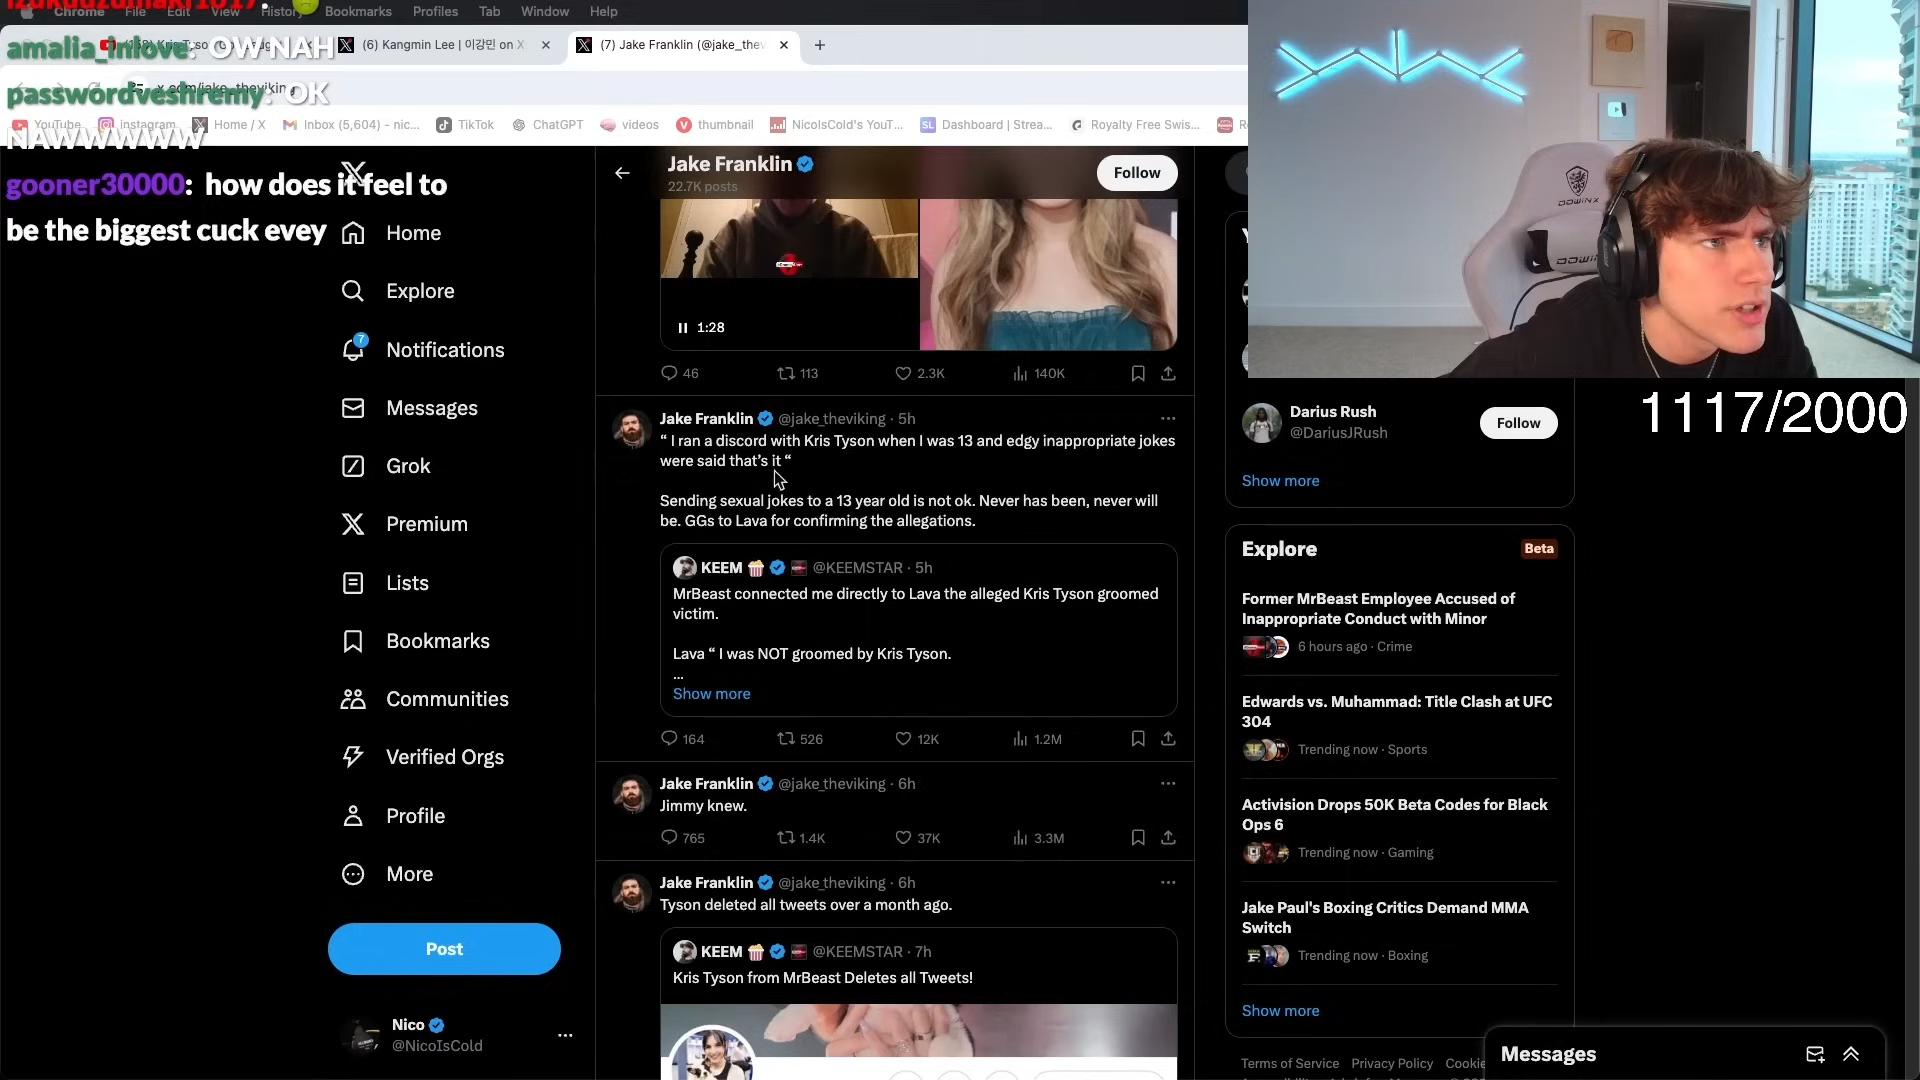 Chrome File Edit View History Bookmarks Profiles Tab Window Help
amalia_inlove: OW NAH
(6) Kangmin Lee | 이강민 on X
(7) Jake Franklin (@jake_thev
passwordveshremy: OK
NAWWWWW
x.com/jake_theviking
YouTube instagram Home / X Inbox (5,604) - nic... TikTok ChatGPT videos thumbnail NicoIsCold's YouT... Dashboard | Strea... Royalty Free Swis...
gooner30000: how does it feel to
be the biggest cuck evey
Home
Explore
7
Notifications
Messages
Grok
Premium
Lists
Bookmarks
Communities
Verified Orgs
Profile
More
Post
Nico
@NicoIsCold
Jake Franklin
22.7K posts
Follow
1:28
46 113 2.3K 140K
Jake Franklin @jake_theviking · 5h
“ I ran a discord with Kris Tyson when I was 13 and edgy inappropriate jokes
were said that’s it “
Sending sexual jokes to a 13 year old is not ok. Never has been, never will
be. GGs to Lava for confirming the allegations.
KEEM @KEEMSTAR · 5h
MrBeast connected me directly to Lava the alleged Kris Tyson groomed
victim.
Lava “ I was NOT groomed by Kris Tyson.
...
Show more
164 526 12K 1.2M
Jake Franklin @jake_theviking · 6h
Jimmy knew.
765 1.4K 37K 3.3M
Jake Franklin @jake_theviking · 6h
Tyson deleted all tweets over a month ago.
KEEM @KEEMSTAR · 7h
Kris Tyson from MrBeast Deletes all Tweets!
DOWINX
1117/2000
Darius Rush
@DariusJRush
Follow
Show more
Explore
Beta
Former MrBeast Employee Accused of
Inappropriate Conduct with Minor
6 hours ago · Crime
Edwards vs. Muhammad: Title Clash at UFC
304
Trending now · Sports
Activision Drops 50K Beta Codes for Black
Ops 6
Trending now · Gaming
Jake Paul's Boxing Critics Demand MMA
Switch
Trending now · Boxing
Show more
Terms of Service Privacy Policy
Messages